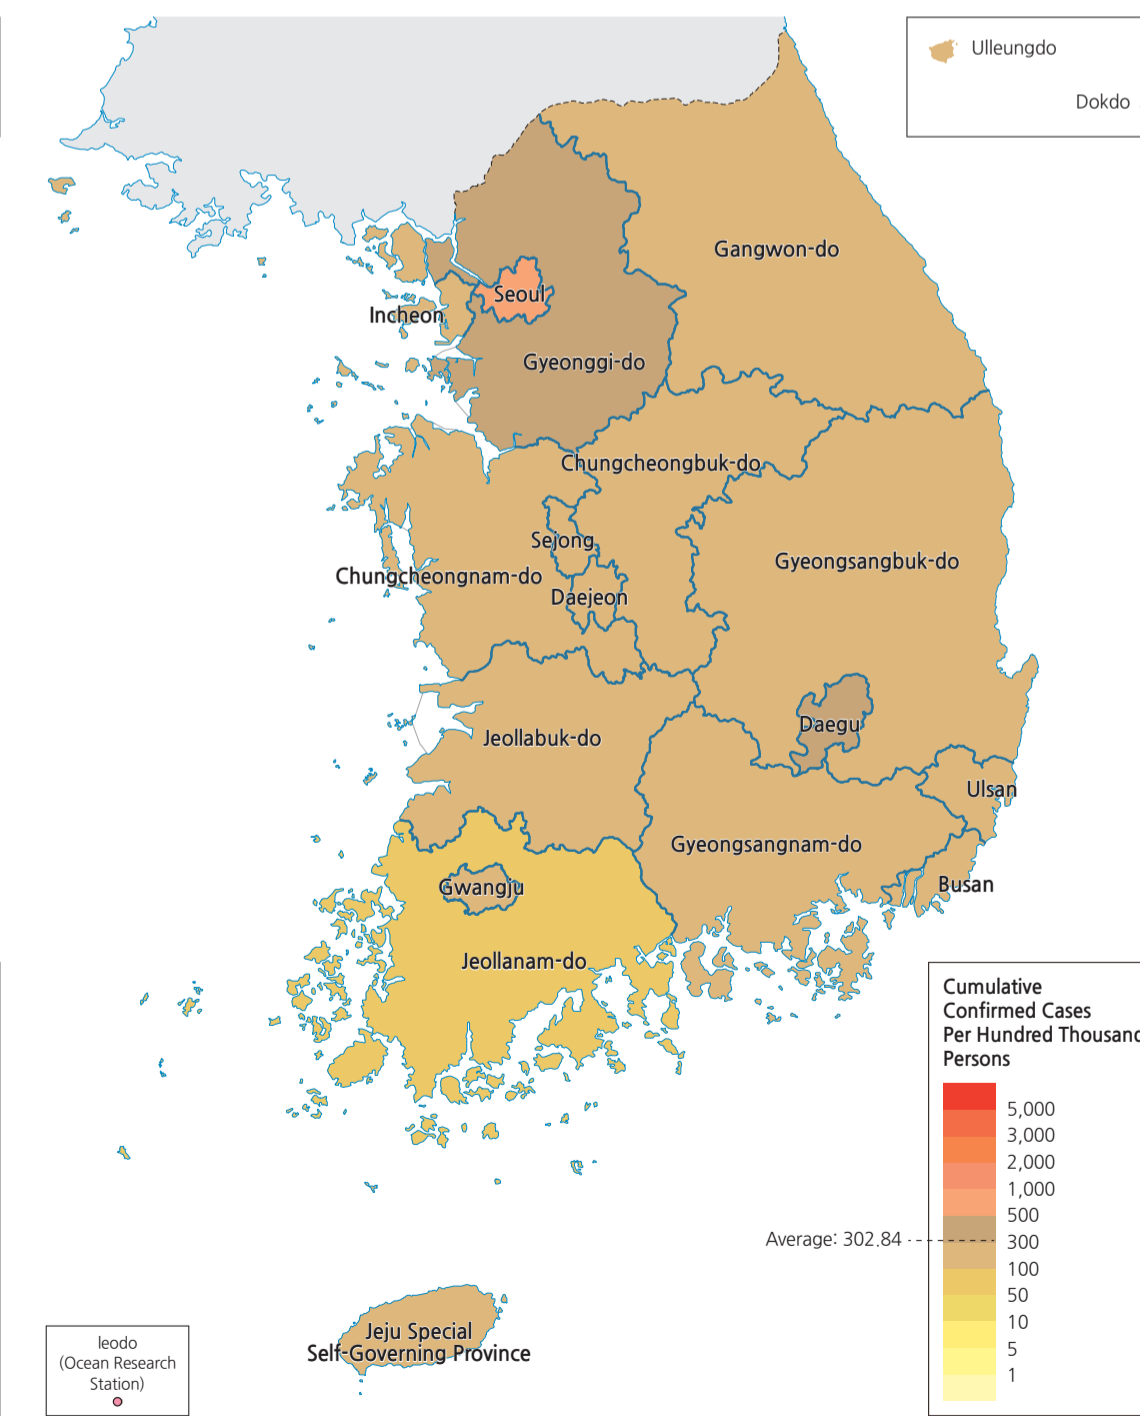 Ulleungdo
Dokdo
Gangwon-do
Seoul
Incheon
Gyeonggi-do
Chungcheongbuk-do
Sejong
Gyeongsangbuk-do
Chungcheongnam-do
Daejeon
Daegu
Jeollabuk-do
Ulsan
Gyeongsangnam-do
Busan
Gwangju
Jeollanam-do
Cumulative
Confirmed Cases
Per Hundred Thousand
Persons
5,000
3,000
2,000
1,000
500
Average: 302.84
300
100
50
10
5
1
Jeju Special
Self-Governing Province
Ieodo
(Ocean Research
Station)